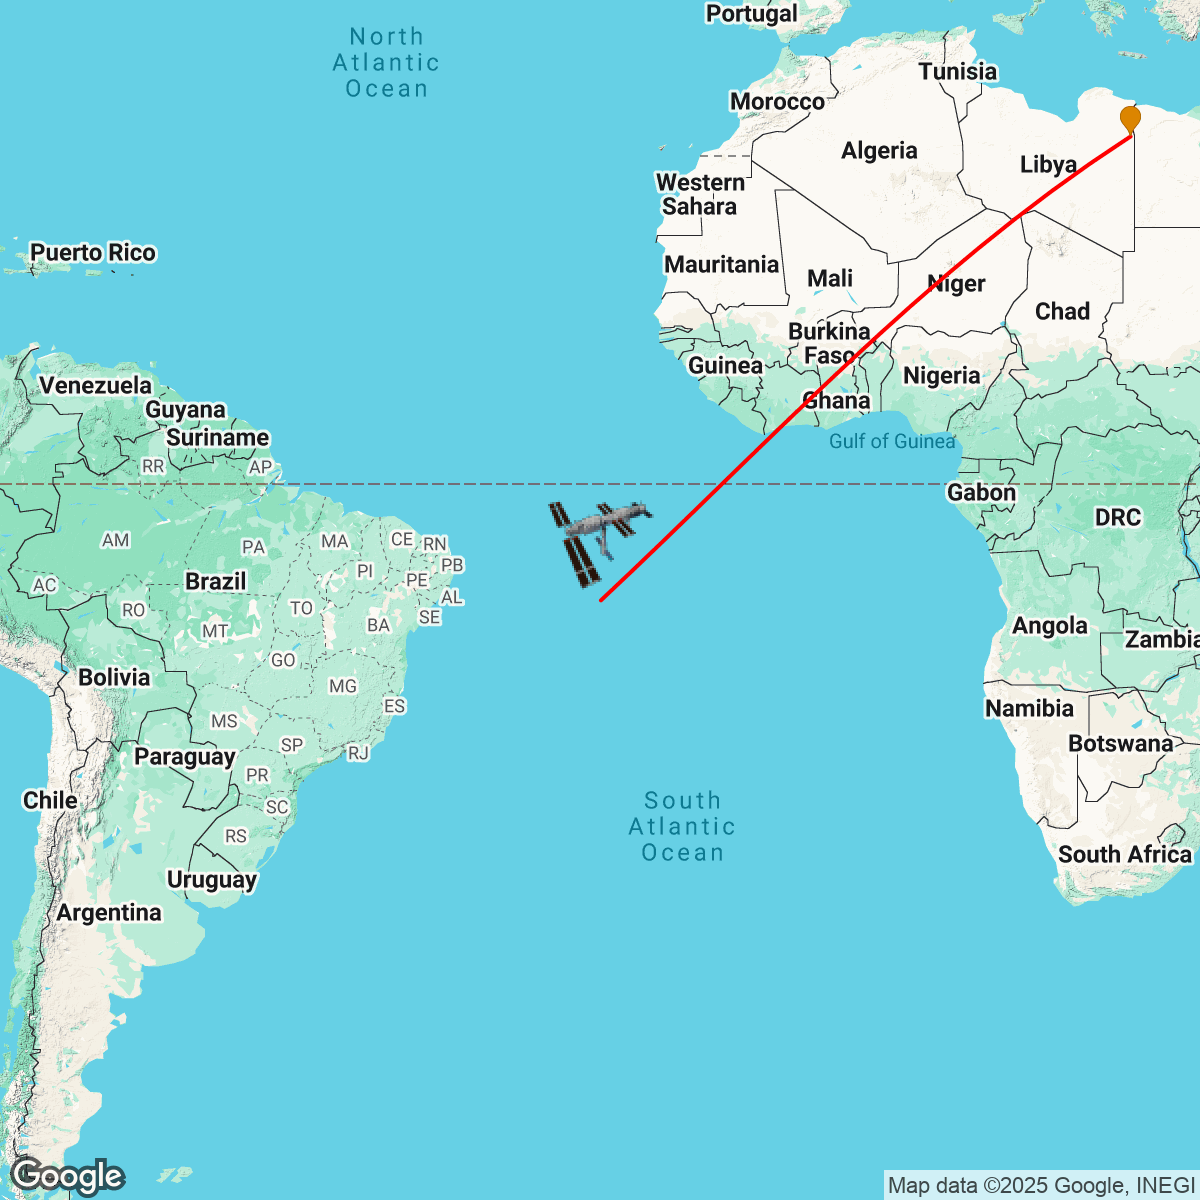 Portugal
North
Atlantic
Ocean
Tunisia
Morocco
Algeria
Libya
Western
Sahara
Puerto Rico
Mauritania
Mali
Niger
Chad
Burkina
Faso
Guinea
Nigeria
Venezuela
Ghana
Guyana
Suriname
Gulf of Guinea
RR
AP
Gabon
DRC
AM
PA
MA
CE
RN
PB
PI
PE
AC
Brazil
AL
RO
TO
SE
BA
MT
Angola
Zambia
GO
Bolivia
MG
ES
Namibia
MS
SP
RJ
Botswana
Paraguay
PR
Chile
SC
South
Atlantic
Ocean
RS
South Africa
Uruguay
Argentina
Google
Map data ©2025 Google, INEGI